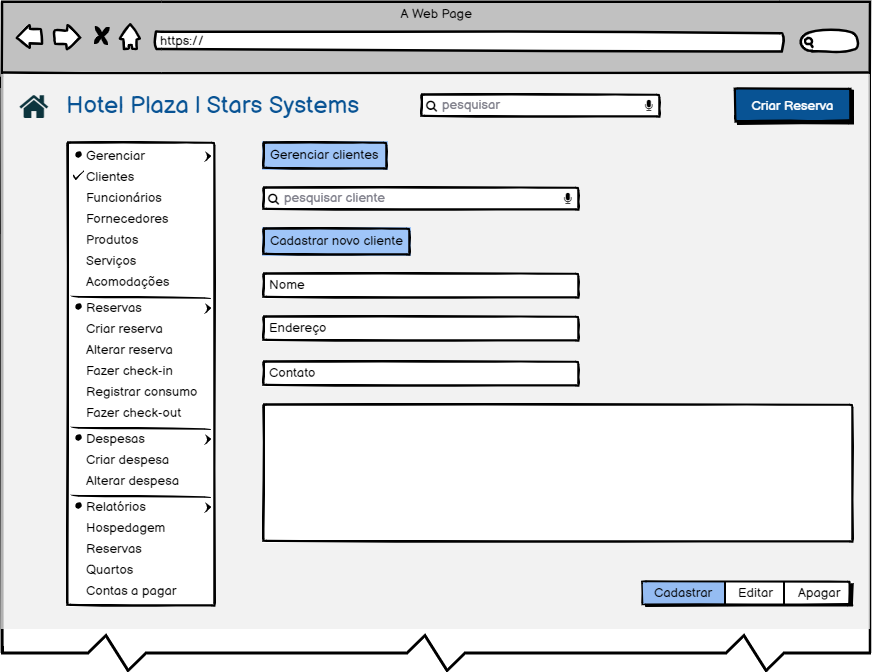 A Web Page
https://
Hotel Plaza | Stars Systems
pesquisar
Criar Reserva
Gerenciar
Clientes
Funcionários
Fornecedores
Produtos
Serviços
Acomodações
Reservas
Criar reserva
Alterar reserva
Fazer check-in
Registrar consumo
Fazer check-out
Despesas
Criar despesa
Alterar despesa
Relatórios
Hospedagem
Reservas
Quartos
Contas a pagar
Gerenciar clientes
pesquisar cliente
Cadastrar novo cliente
Nome
Endereço
Contato
Cadastrar
Editar
Apagar